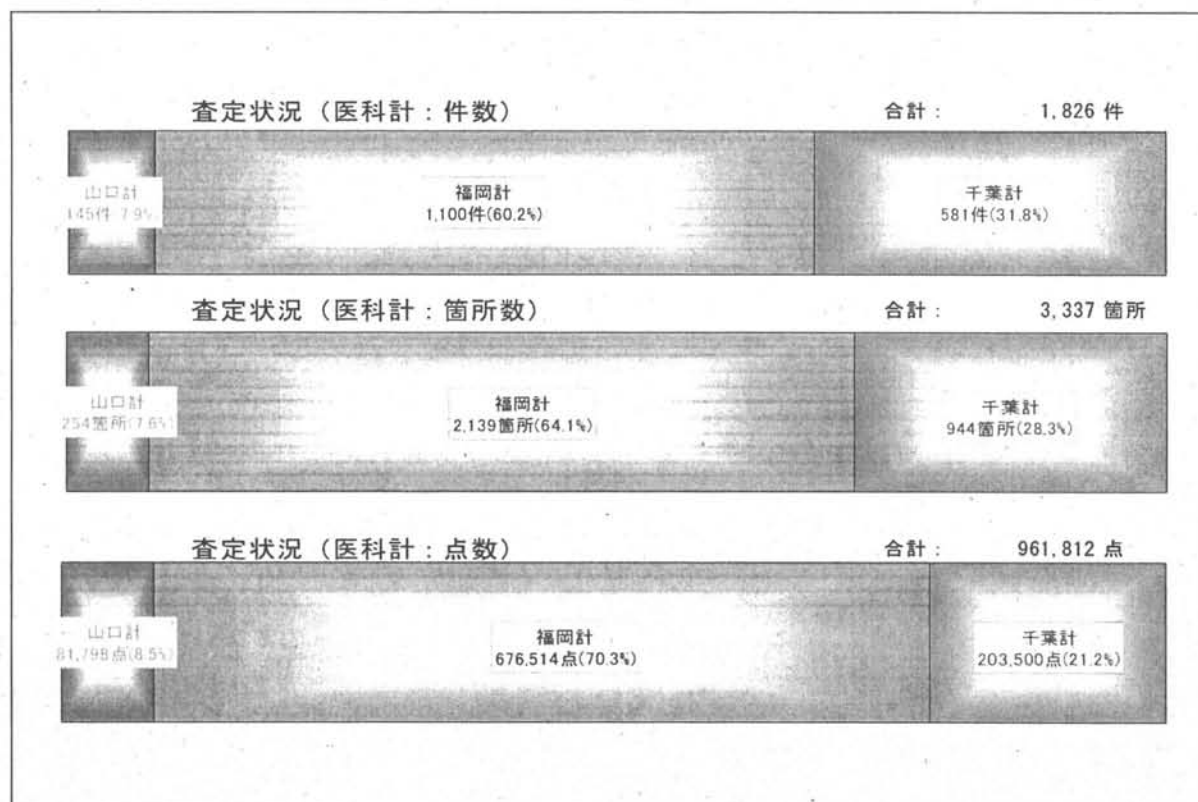 査定状況（医科計：件数）　合計：　1,826 件
山口計　福岡計　千葉計
145件 7.9%　1,100件(60.2%)　581件(31.8%)
査定状況（医科計：箇所数）　合計：　3,337 箇所
山口計　福岡計　千葉計
254箇所(7.6%)　2,139箇所(64.1%)　944箇所(28.3%)
査定状況（医科計：点数）　合計：　961,812 点
山口計　福岡計　千葉計
81,798点(8.5%)　676,514点(70.3%)　203,500点(21.2%)